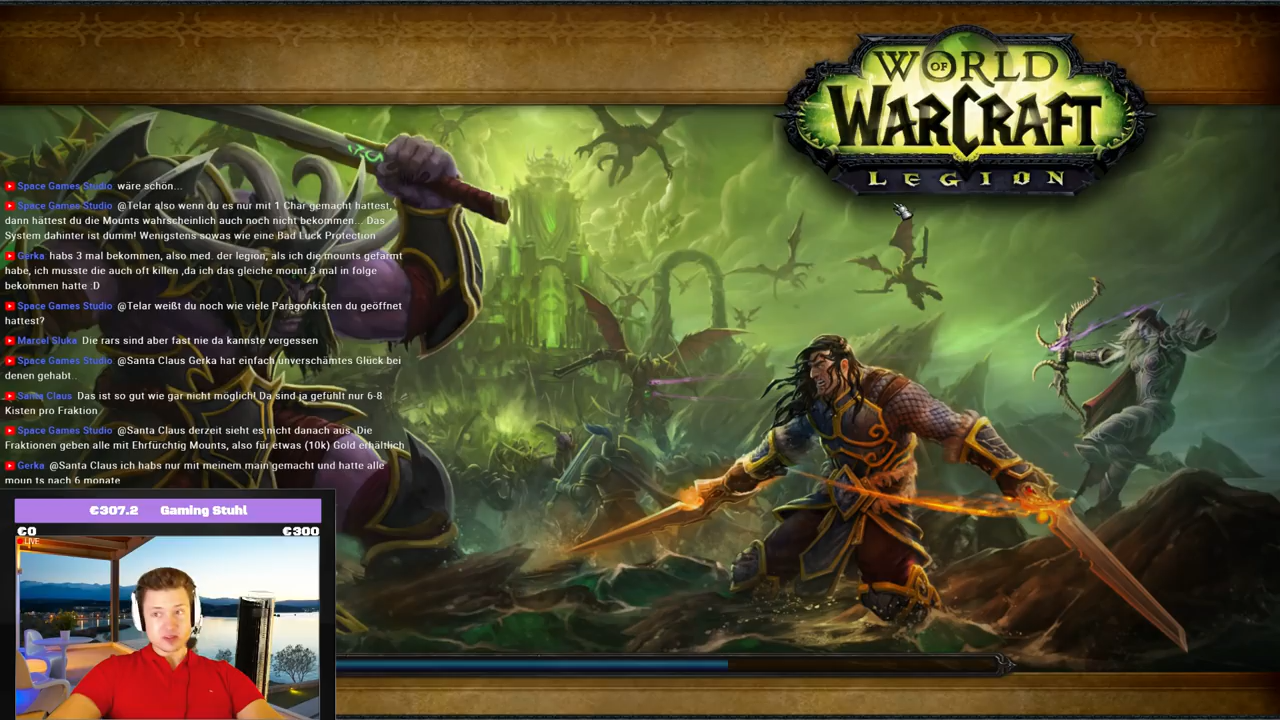 WORLD
OF
WARCRAFT
LEGION
Space Games Studio wäre schön...
Space Games Studio @Telar also wenn du es nur mit 1 Char gemacht hattest,
dann hättest du die Mounts wahrscheinlich auch noch nicht bekommen... Das
System dahinter ist dumm! Wenigstens sowas wie eine Bad Luck Protection
Gerka habs 3 mal bekommen, also med. der legion, als ich die mounts gefarmt
habe, ich musste die auch oft killen ,da ich das gleiche mount 3 mal in folge
bekommen hatte :D
Space Games Studio @Telar weißt du noch wie viele Paragonkisten du geöffnet
hattest?
Marcel Sluka Die rars sind aber fast nie da kannste vergessen
Space Games Studio @Santa Claus Gerka hat einfach unverschämtes Glück bei
denen gehabt..
Santa Claus Das ist so gut wie gar nicht möglich! Da sind ja gefühlt nur 6-8
Kisten pro Fraktion
Space Games Studio @Santa Claus derzeit sieht es nicht danach aus. Die
Fraktionen geben alle mit Ehrfürchtig Mounts, also für etwas (10k) Gold erhältlich
Gerka @Santa Claus ich habs nur mit meinem main gemacht und hatte alle
moun ts nach 6 monate
€307.2 Gaming Stuhl
€0 €300
LIVE